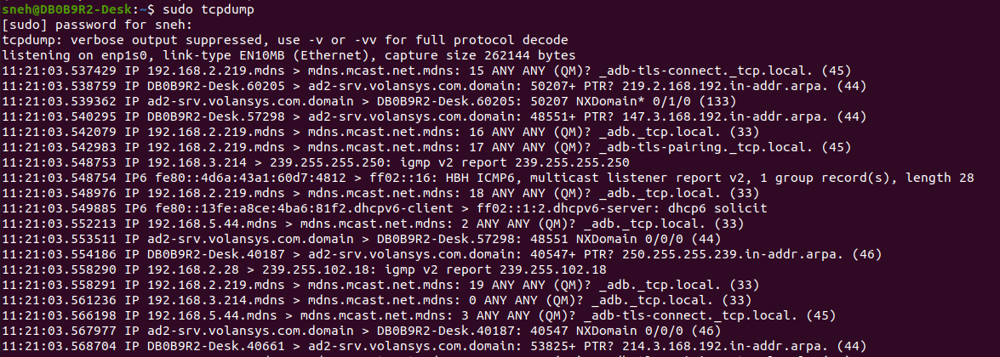 sneh@DB0B9R2-Desk:~$ sudo tcpdump
[sudo] password for sneh:
tcpdump: verbose output suppressed, use -v or -vv for full protocol decode
listening on enp1s0, link-type EN10MB (Ethernet), capture size 262144 bytes
11:21:03.537429 IP 192.168.2.219.mdns > mdns.mcast.net.mdns: 15 ANY ANY (QM)? _adb-tls-connect._tcp.local. (45)
11:21:03.538759 IP DB0B9R2-Desk.60205 > ad2-srv.volansys.com.domain: 50207+ PTR? 219.2.168.192.in-addr.arpa. (44)
11:21:03.539362 IP ad2-srv.volansys.com.domain > DB0B9R2-Desk.60205: 50207 NXDomain* 0/1/0 (133)
11:21:03.540295 IP DB0B9R2-Desk.57298 > ad2-srv.volansys.com.domain: 48551+ PTR? 147.3.168.192.in-addr.arpa. (44)
11:21:03.542079 IP 192.168.2.219.mdns > mdns.mcast.net.mdns: 16 ANY ANY (QM)? _adb._tcp.local. (33)
11:21:03.542983 IP 192.168.2.219.mdns > mdns.mcast.net.mdns: 17 ANY ANY (QM)? _adb-tls-pairing._tcp.local. (45)
11:21:03.548753 IP 192.168.3.214 > 239.255.255.250: igmp v2 report 239.255.255.250
11:21:03.548754 IP6 fe80::4d6a:43a1:60d7:4812 > ff02::16: HBH ICMP6, multicast listener report v2, 1 group record(s), length 28
11:21:03.548976 IP 192.168.2.219.mdns > mdns.mcast.net.mdns: 18 ANY ANY (QM)? _adb._tcp.local. (33)
11:21:03.549885 IP6 fe80::13fe:a8ce:4ba6:81f2.dhcpv6-client > ff02::1:2.dhcpv6-server: dhcp6 solicit
11:21:03.552213 IP 192.168.5.44.mdns > mdns.mcast.net.mdns: 2 ANY ANY (QM)? _adb._tcp.local. (33)
11:21:03.553511 IP ad2-srv.volansys.com.domain > DB0B9R2-Desk.57298: 48551 NXDomain 0/0/0 (44)
11:21:03.554186 IP DB0B9R2-Desk.40187 > ad2-srv.volansys.com.domain: 40547+ PTR? 250.255.255.239.in-addr.arpa. (46)
11:21:03.558290 IP 192.168.2.28 > 239.255.102.18: igmp v2 report 239.255.102.18
11:21:03.558291 IP 192.168.2.219.mdns > mdns.mcast.net.mdns: 19 ANY ANY (QM)? _adb._tcp.local. (33)
11:21:03.561236 IP 192.168.3.214.mdns > mdns.mcast.net.mdns: 0 ANY ANY (QM)? _adb._tcp.local. (33)
11:21:03.566198 IP 192.168.5.44.mdns > mdns.mcast.net.mdns: 3 ANY ANY (QM)? _adb-tls-connect._tcp.local. (45)
11:21:03.567977 IP ad2-srv.volansys.com.domain > DB0B9R2-Desk.40187: 40547 NXDomain 0/0/0 (46)
11:21:03.568704 IP DB0B9R2-Desk.40661 > ad2-srv.volansys.com.domain: 53825+ PTR? 214.3.168.192.in-addr.arpa. (44)